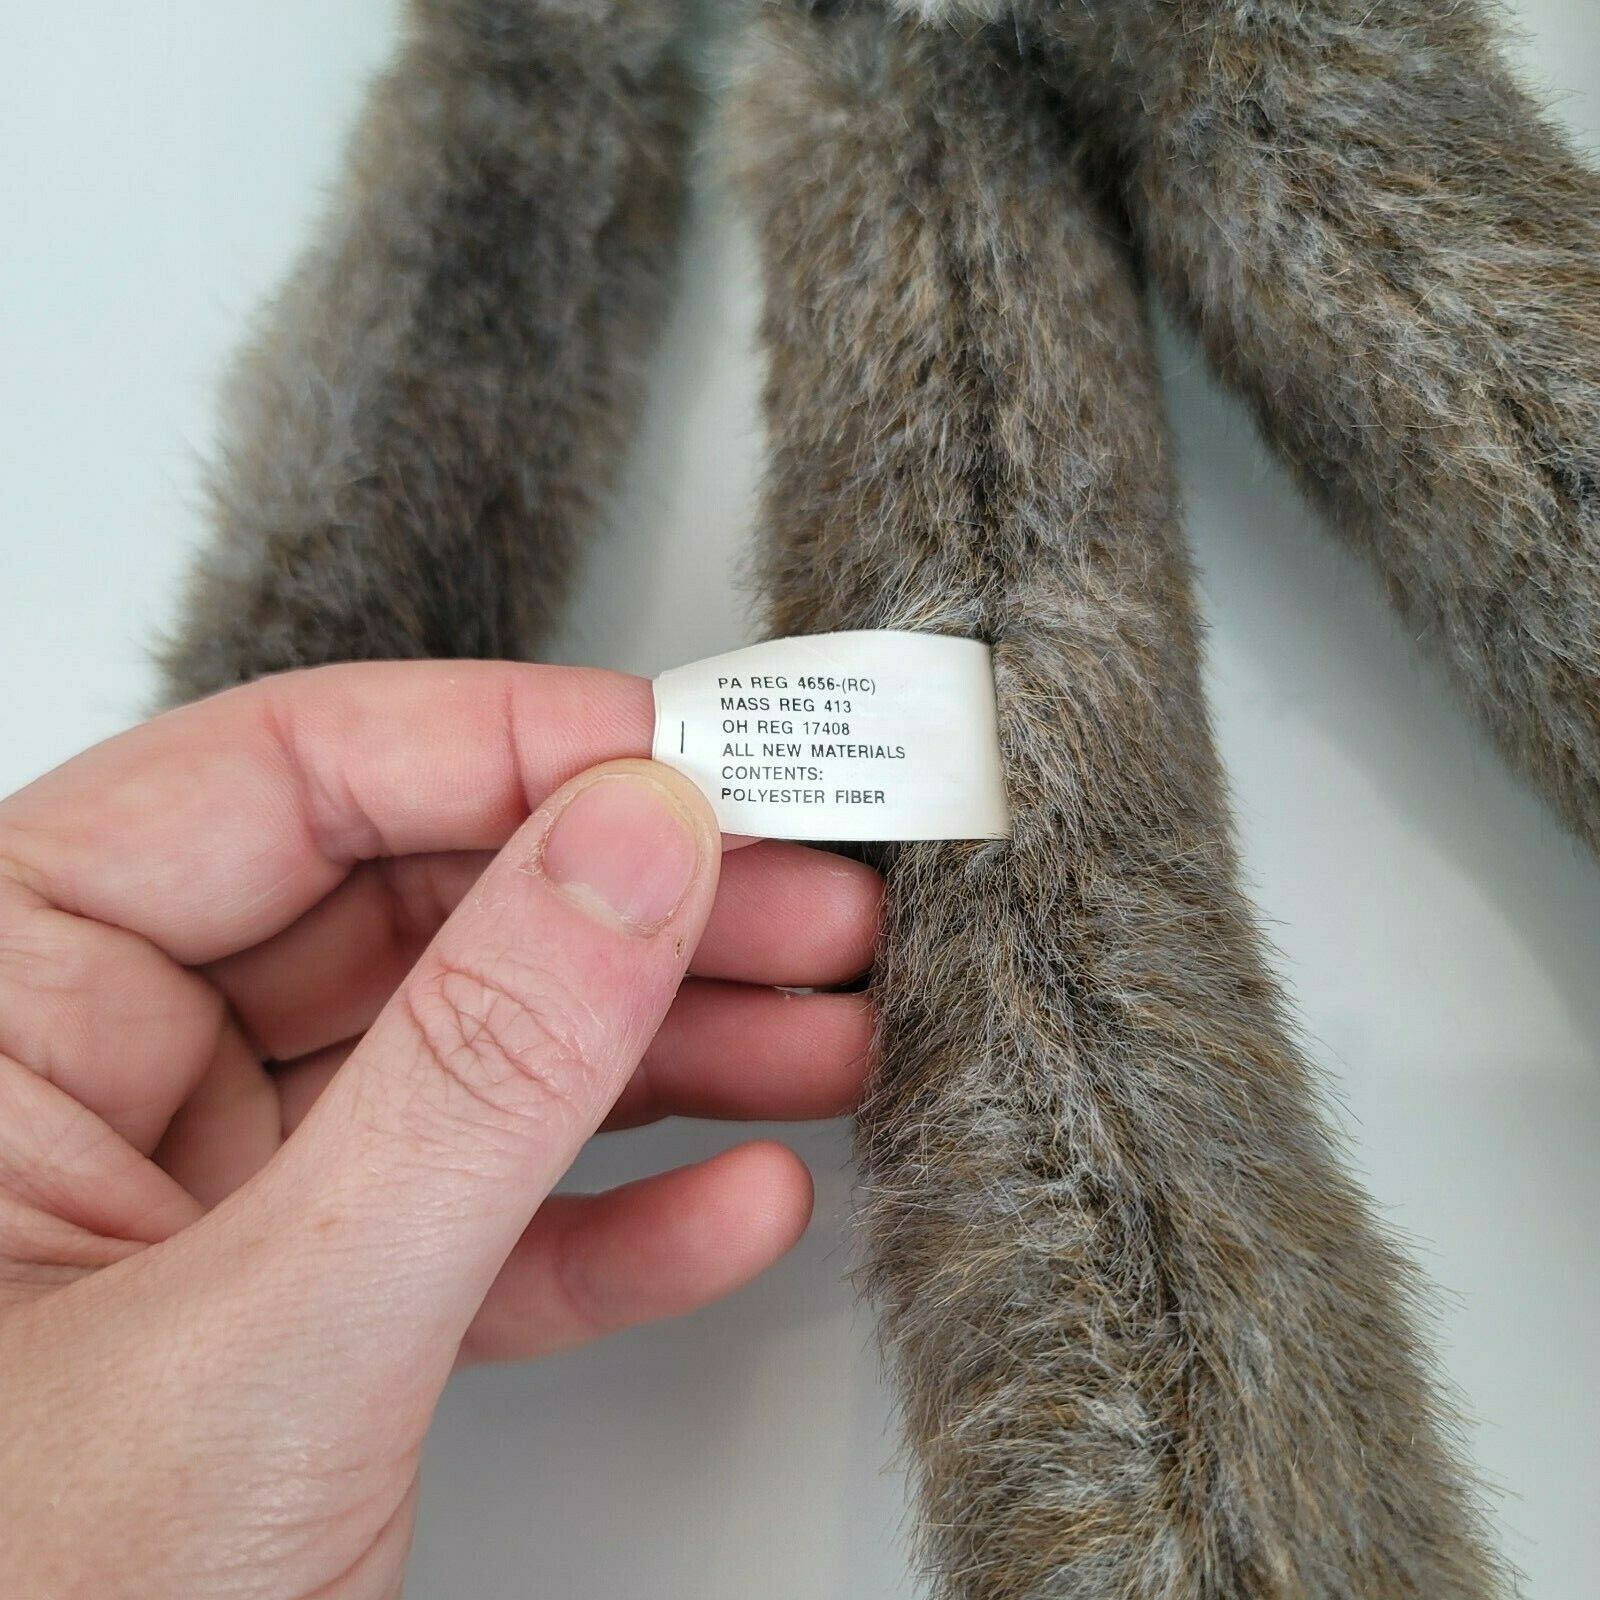 PA REG 4656-(RC)
MASS REG 413
OH REG 17408
ALL NEW MATERIALS
CONTENTS:
POLYESTER FIBER